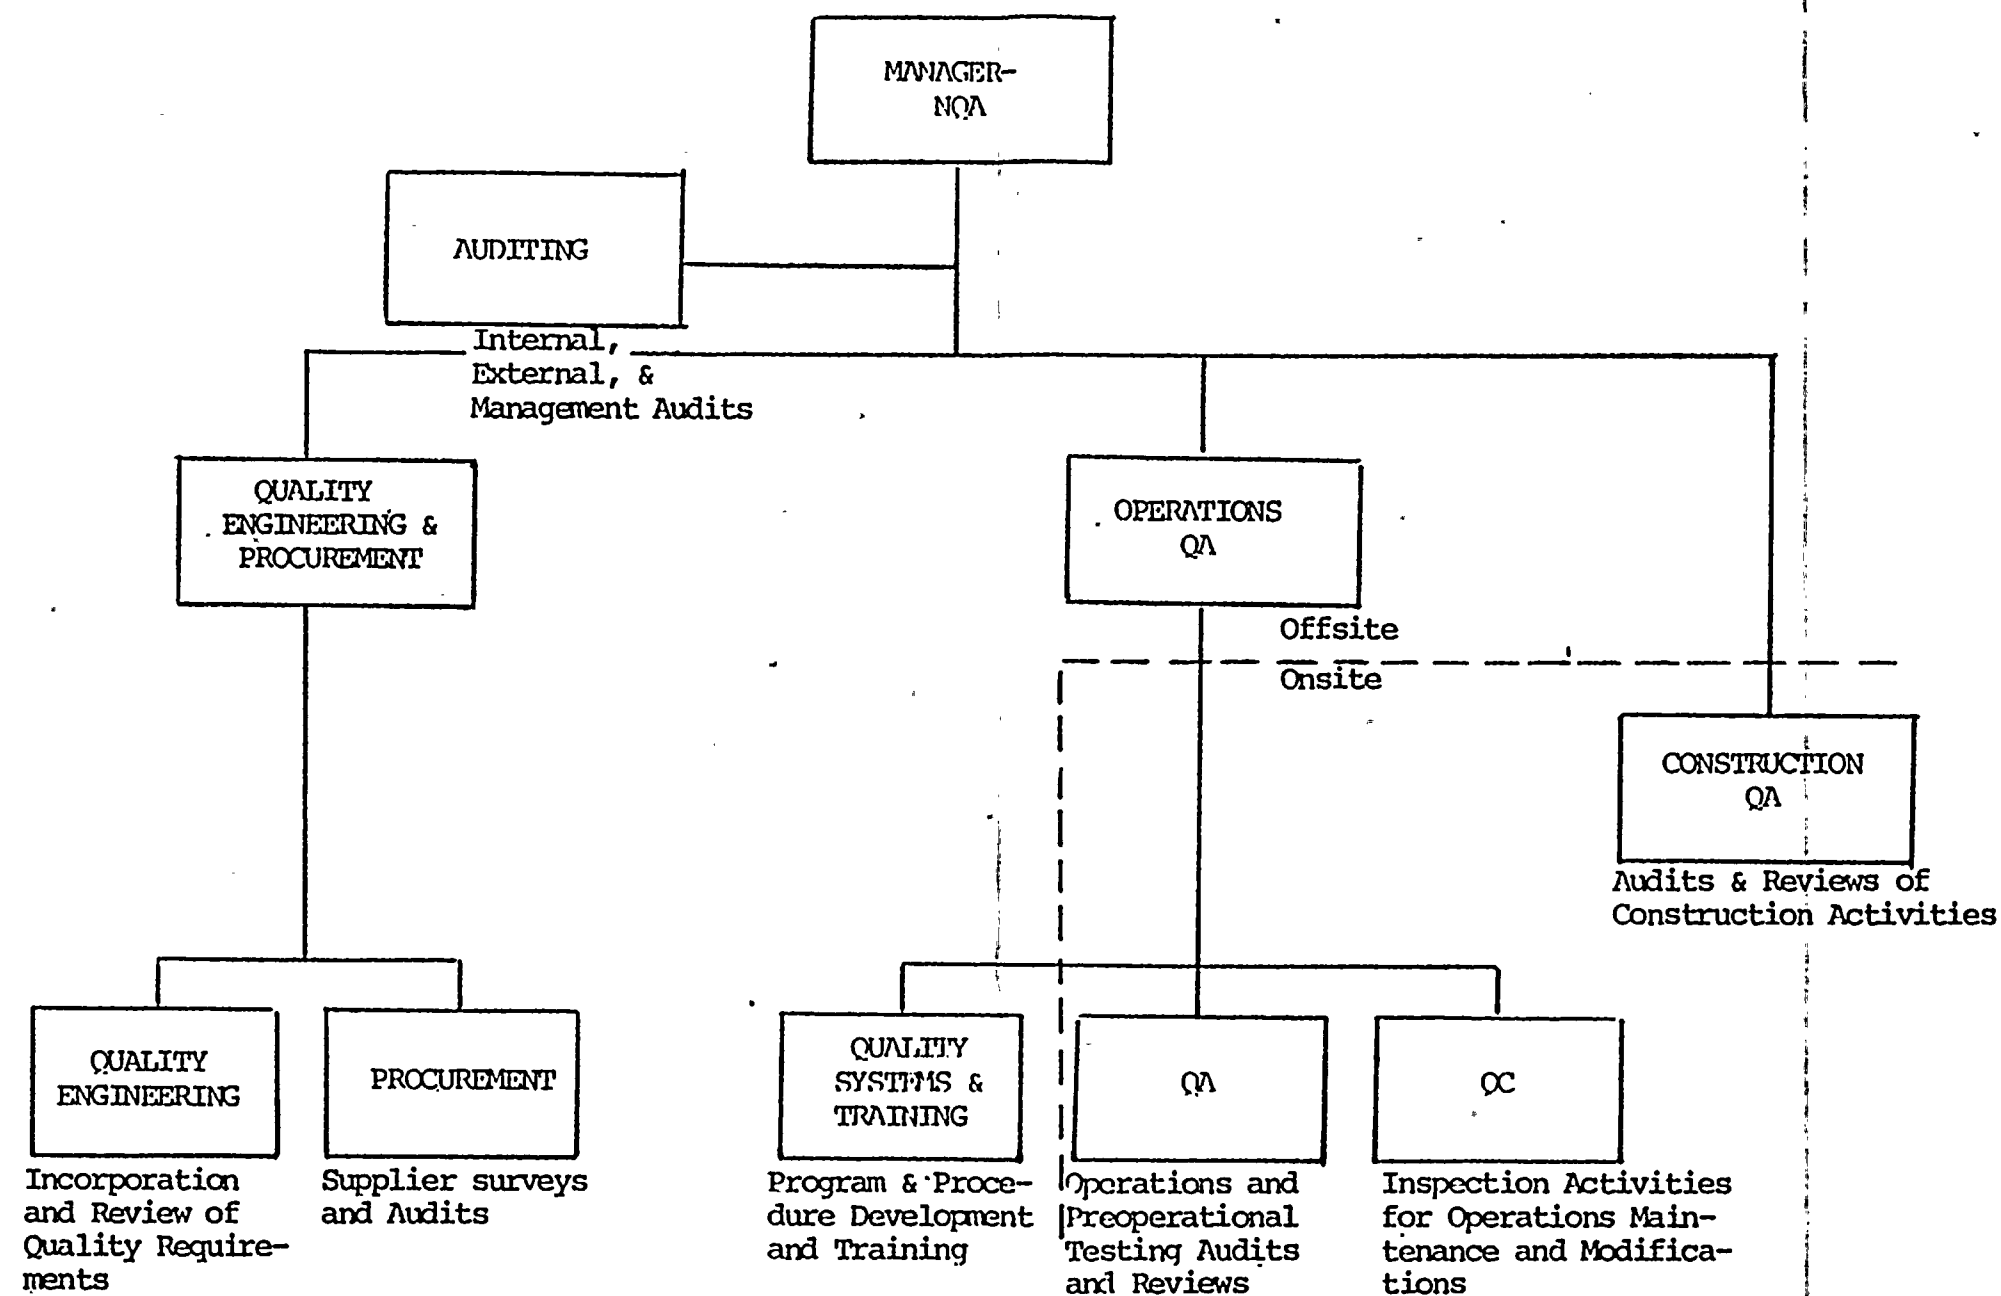 MANAGER-
NQA
AUDITING
Internal,
External, &
Management Audits
QUALITY
ENGINEERING &
PROCUREMENT
OPERATIONS
QA
Offsite
Onsite
CONSTRUCTION
QA
Audits & Reviews of
Construction Activities
QUALITY
ENGINEERING
Incorporation
and Review of
Quality Require-
ments
PROCUREMENT
Supplier surveys
and Audits
QUALITY
SYSTEMS &
TRAINING
Program & Proce-
dure Development
and Training
QA
Operations and
Preoperational
Testing Audits
and Reviews
QC
Inspection Activities
for Operations Main-
tenance and Modifica-
tions